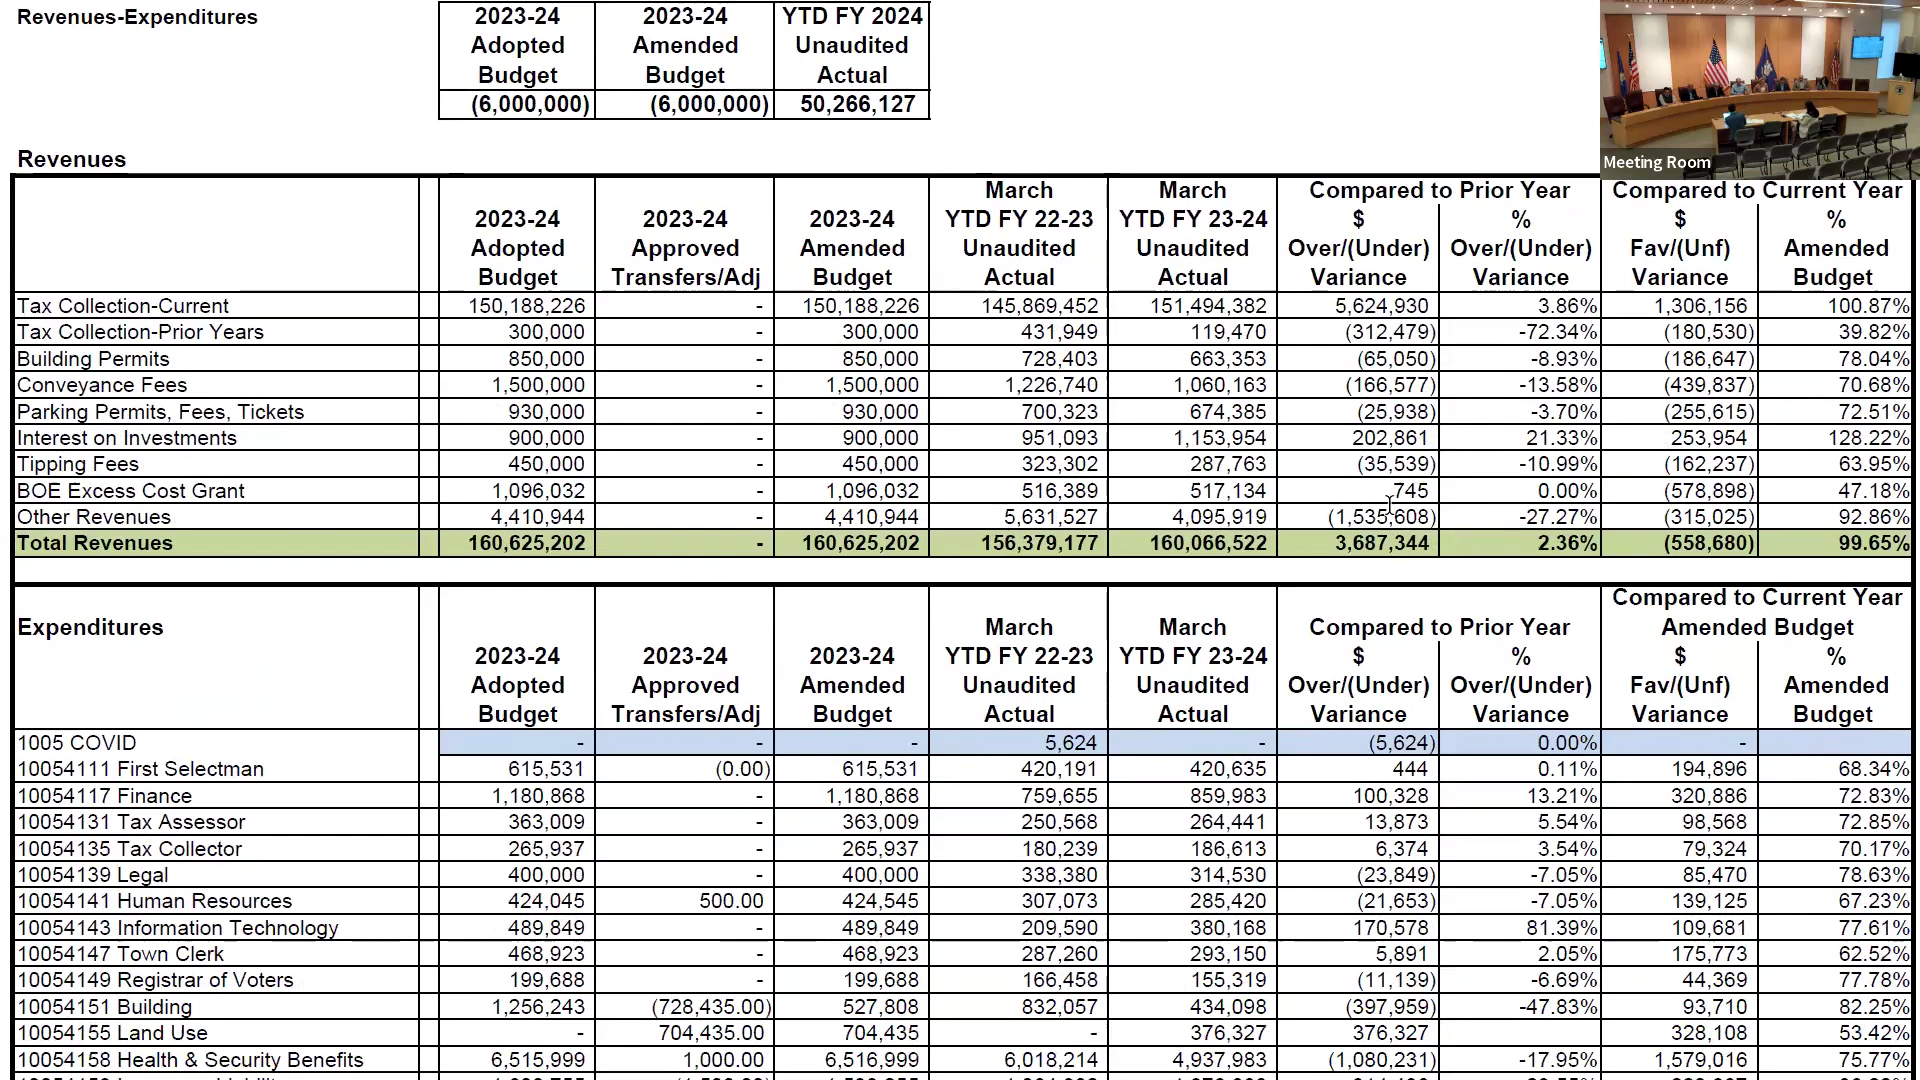 Revenues-Expenditures
2023-24 2023-24 YTD FY 2024
Adopted Amended Unaudited
Budget Budget Actual
(6,000,000) (6,000,000) 50,266,127
Meeting Room
Revenues
March March Compared to Prior Year Compared to Current Year
2023-24 2023-24 2023-24 YTD FY 22-23 YTD FY 23-24 $ % $ %
Adopted Approved Amended Unaudited Unaudited Over/(Under) Over/(Under) Fav/(Unf) Amended
Budget Transfers/Adj Budget Actual Actual Variance Variance Variance Budget
Tax Collection-Current 150,188,226 - 150,188,226 145,869,452 151,494,382 5,624,930 3.86% 1,306,156 100.87%
Tax Collection-Prior Years 300,000 - 300,000 431,949 119,470 (312,479) -72.34% (180,530) 39.82%
Building Permits 850,000 - 850,000 728,403 663,353 (65,050) -8.93% (186,647) 78.04%
Conveyance Fees 1,500,000 - 1,500,000 1,226,740 1,060,163 (166,577) -13.58% (439,837) 70.68%
Parking Permits, Fees, Tickets 930,000 - 930,000 700,323 674,385 (25,938) -3.70% (255,615) 72.51%
Interest on Investments 900,000 - 900,000 951,093 1,153,954 202,861 21.33% 253,954 128.22%
Tipping Fees 450,000 - 450,000 323,302 287,763 (35,539) -10.99% (162,237) 63.95%
BOE Excess Cost Grant 1,096,032 - 1,096,032 516,389 517,134 745 0.00% (578,898) 47.18%
Other Revenues 4,410,944 - 4,410,944 5,631,527 4,095,919 (1,535,608) -27.27% (315,025) 92.86%
Total Revenues 160,625,202 - 160,625,202 156,379,177 160,066,522 3,687,344 2.36% (558,680) 99.65%
Compared to Current Year
Expenditures March March Compared to Prior Year Amended Budget
2023-24 2023-24 2023-24 YTD FY 22-23 YTD FY 23-24 $ % $ %
Adopted Approved Amended Unaudited Unaudited Over/(Under) Over/(Under) Fav/(Unf) Amended
Budget Transfers/Adj Budget Actual Actual Variance Variance Variance Budget
1005 COVID - - - 5,624 - (5,624) 0.00% -
10054111 First Selectman 615,531 (0.00) 615,531 420,191 420,635 444 0.11% 194,896 68.34%
10054117 Finance 1,180,868 - 1,180,868 759,655 859,983 100,328 13.21% 320,886 72.83%
10054131 Tax Assessor 363,009 - 363,009 250,568 264,441 13,873 5.54% 98,568 72.85%
10054135 Tax Collector 265,937 - 265,937 180,239 186,613 6,374 3.54% 79,324 70.17%
10054139 Legal 400,000 - 400,000 338,380 314,530 (23,849) -7.05% 85,470 78.63%
10054141 Human Resources 424,045 500.00 424,545 307,073 285,420 (21,653) -7.05% 139,125 67.23%
10054143 Information Technology 489,849 - 489,849 209,590 380,168 170,578 81.39% 109,681 77.61%
10054147 Town Clerk 468,923 - 468,923 287,260 293,150 5,891 2.05% 175,773 62.52%
10054149 Registrar of Voters 199,688 - 199,688 166,458 155,319 (11,139) -6.69% 44,369 77.78%
10054151 Building 1,256,243 (728,435.00) 527,808 832,057 434,098 (397,959) -47.83% 93,710 82.25%
10054155 Land Use - 704,435.00 704,435 - 376,327 376,327 328,108 53.42%
10054158 Health & Security Benefits 6,515,999 1,000.00 6,516,999 6,018,214 4,937,983 (1,080,231) -17.95% 1,579,016 75.77%